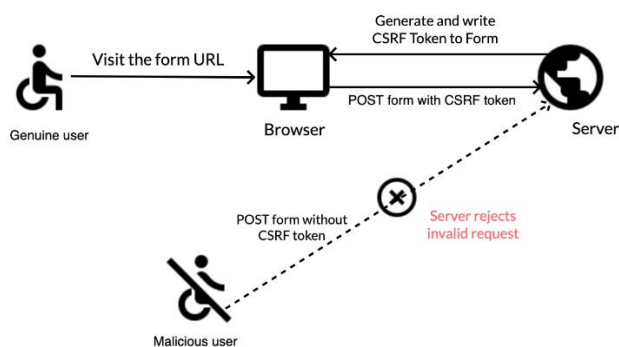 Generate and write
CSRF Token to Form
Visit the form URL
POST form with CSRF token
Genuine user
Browser
Server
POST form without
CSRF token
Server rejects
invalid request
Malicious user